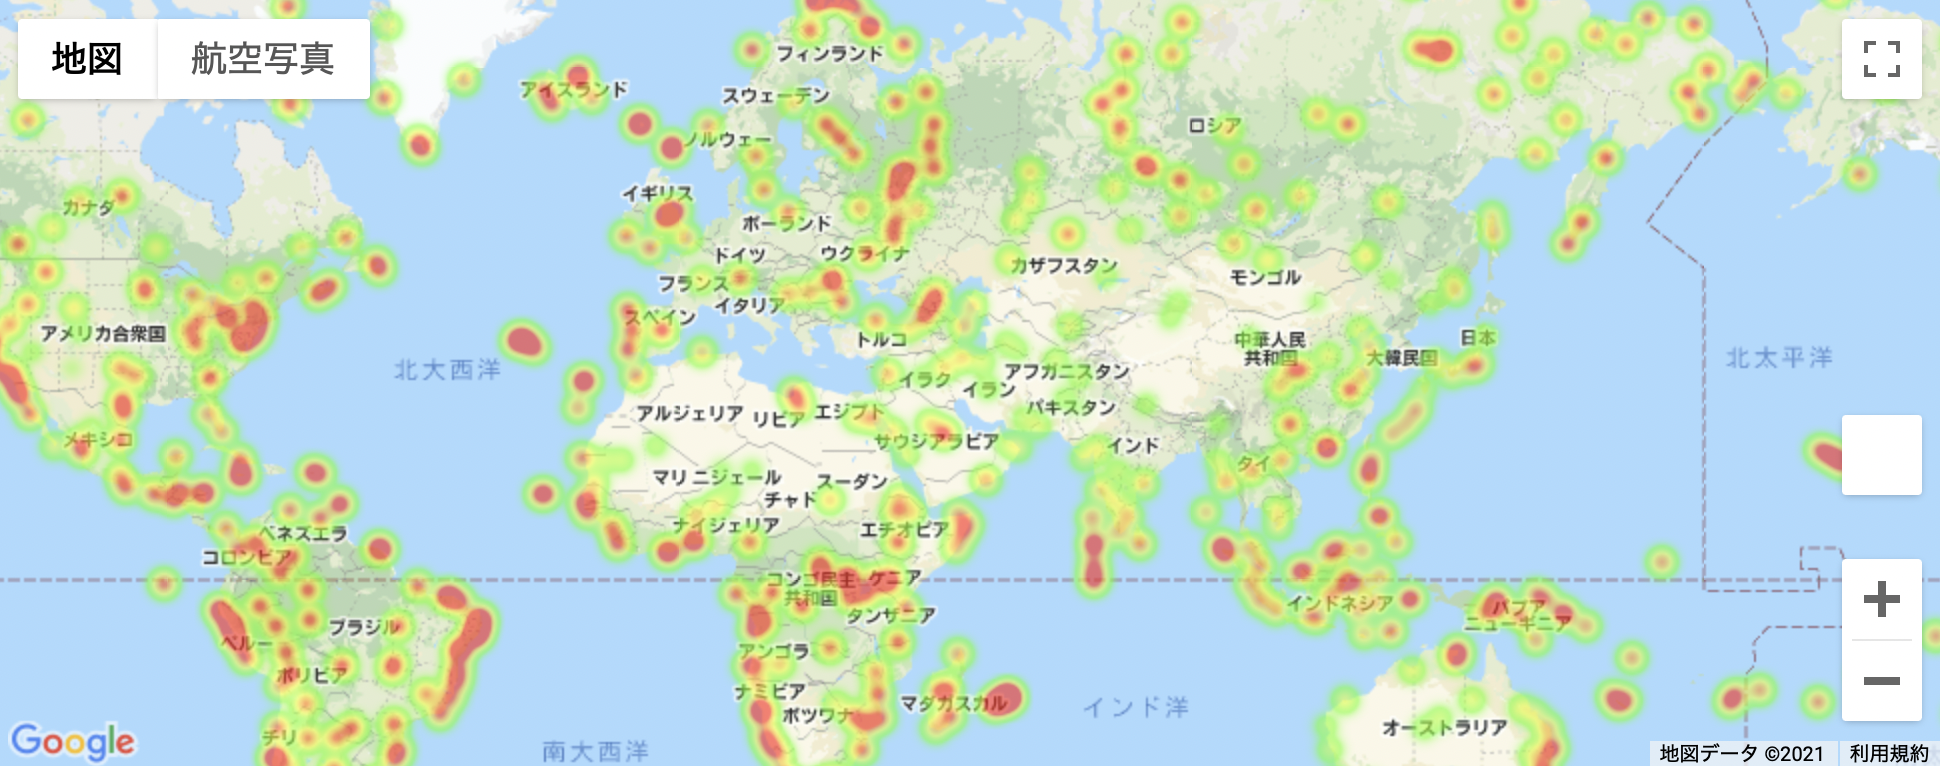 地図 航空写真
フィンランド
アイスランド
スウェーデン
ロシア
ノルウェー
イギリス
カナダ
ポーランド
ドイツ
ウクライナ
カザフスタン
モンゴル
フランス
イタリア
スペイン
アメリカ合衆国
トルコ
中華人民
共和国
日本
大韓民国
北大西洋
北太平洋
アフガニスタン
イラク
イラン
パキスタン
アルジェリア
リビア
エジプト
メキシコ
サウジアラビア
インド
タイ
マリ
ニジェール
スーダン
チャド
ナイジェリア
エチオピア
ベネズエラ
コロンビア
コンゴ民主
共和国
ケニア
インドネシア
パプア
ニューギニア
タンザニア
ブラジル
ペルー
アンゴラ
ボリビア
ナミビア
マダガスカル
インド洋
ボツワナ
オーストラリア
チリ
南大西洋
Google
地図データ ©2021
利用規約